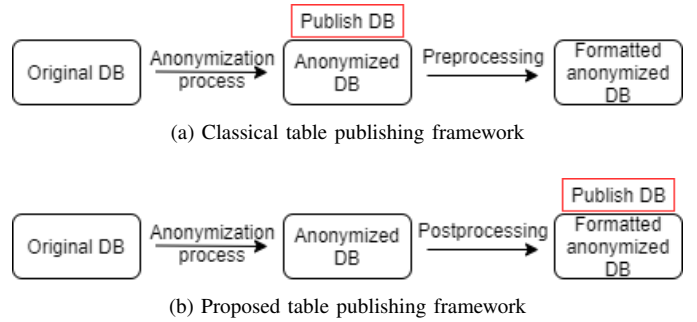 Publish DB
Original DB
Anonymization
process
Anonymized
DB
Preprocessing
Formatted
anonymized
DB
(a) Classical table publishing framework
Publish DB
Original DB
Anonymization
process
Anonymized
DB
Postprocessing
Formatted
anonymized
DB
(b) Proposed table publishing framework